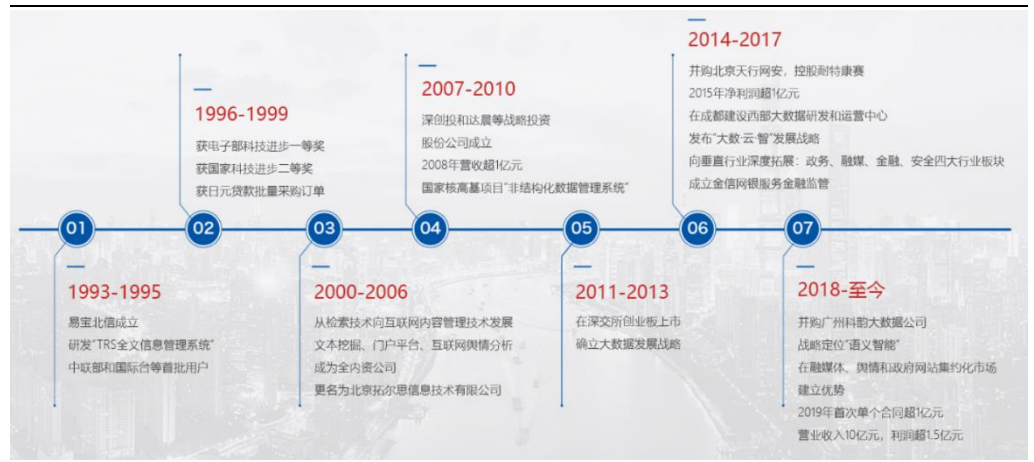 01
1993-1995
易宝北信成立
研发“TRS全文信息管理系统”
中联部和国际台等首批用户
02
1996-1999
获电子部科技进步一等奖
获国家科技进步二等奖
获日元贷款批量采购订单
03
2000-2006
从检索技术向互联网内容管理技术发展
文本挖掘、门户平台、互联网舆情分析
成为全内资公司
更名为北京拓尔思信息技术有限公司
04
2007-2010
深创投和达晨等战略投资
股份公司成立
2008年营收超1亿元
国家核高基项目“非结构化数据管理系统”
05
2011-2013
在深交所创业板上市
确立大数据发展战略
06
2014-2017
并购北京天行网安，控股耐特康赛
2015年净利润超1亿元
在成都建设西部大数据研发和运营中心
发布“大数·云·智”发展战略
向垂直行业深度拓展：政务、融媒、金融、安全四大行业板块
成立金信网银服务金融监管
07
2018-至今
并购广州科韵大数据公司
战略定位“语义智能”
在融媒体、舆情和政府网站集约化市场
建立优势
2019年首次单个合同超1亿元
营业收入10亿元，利润超1.5亿元